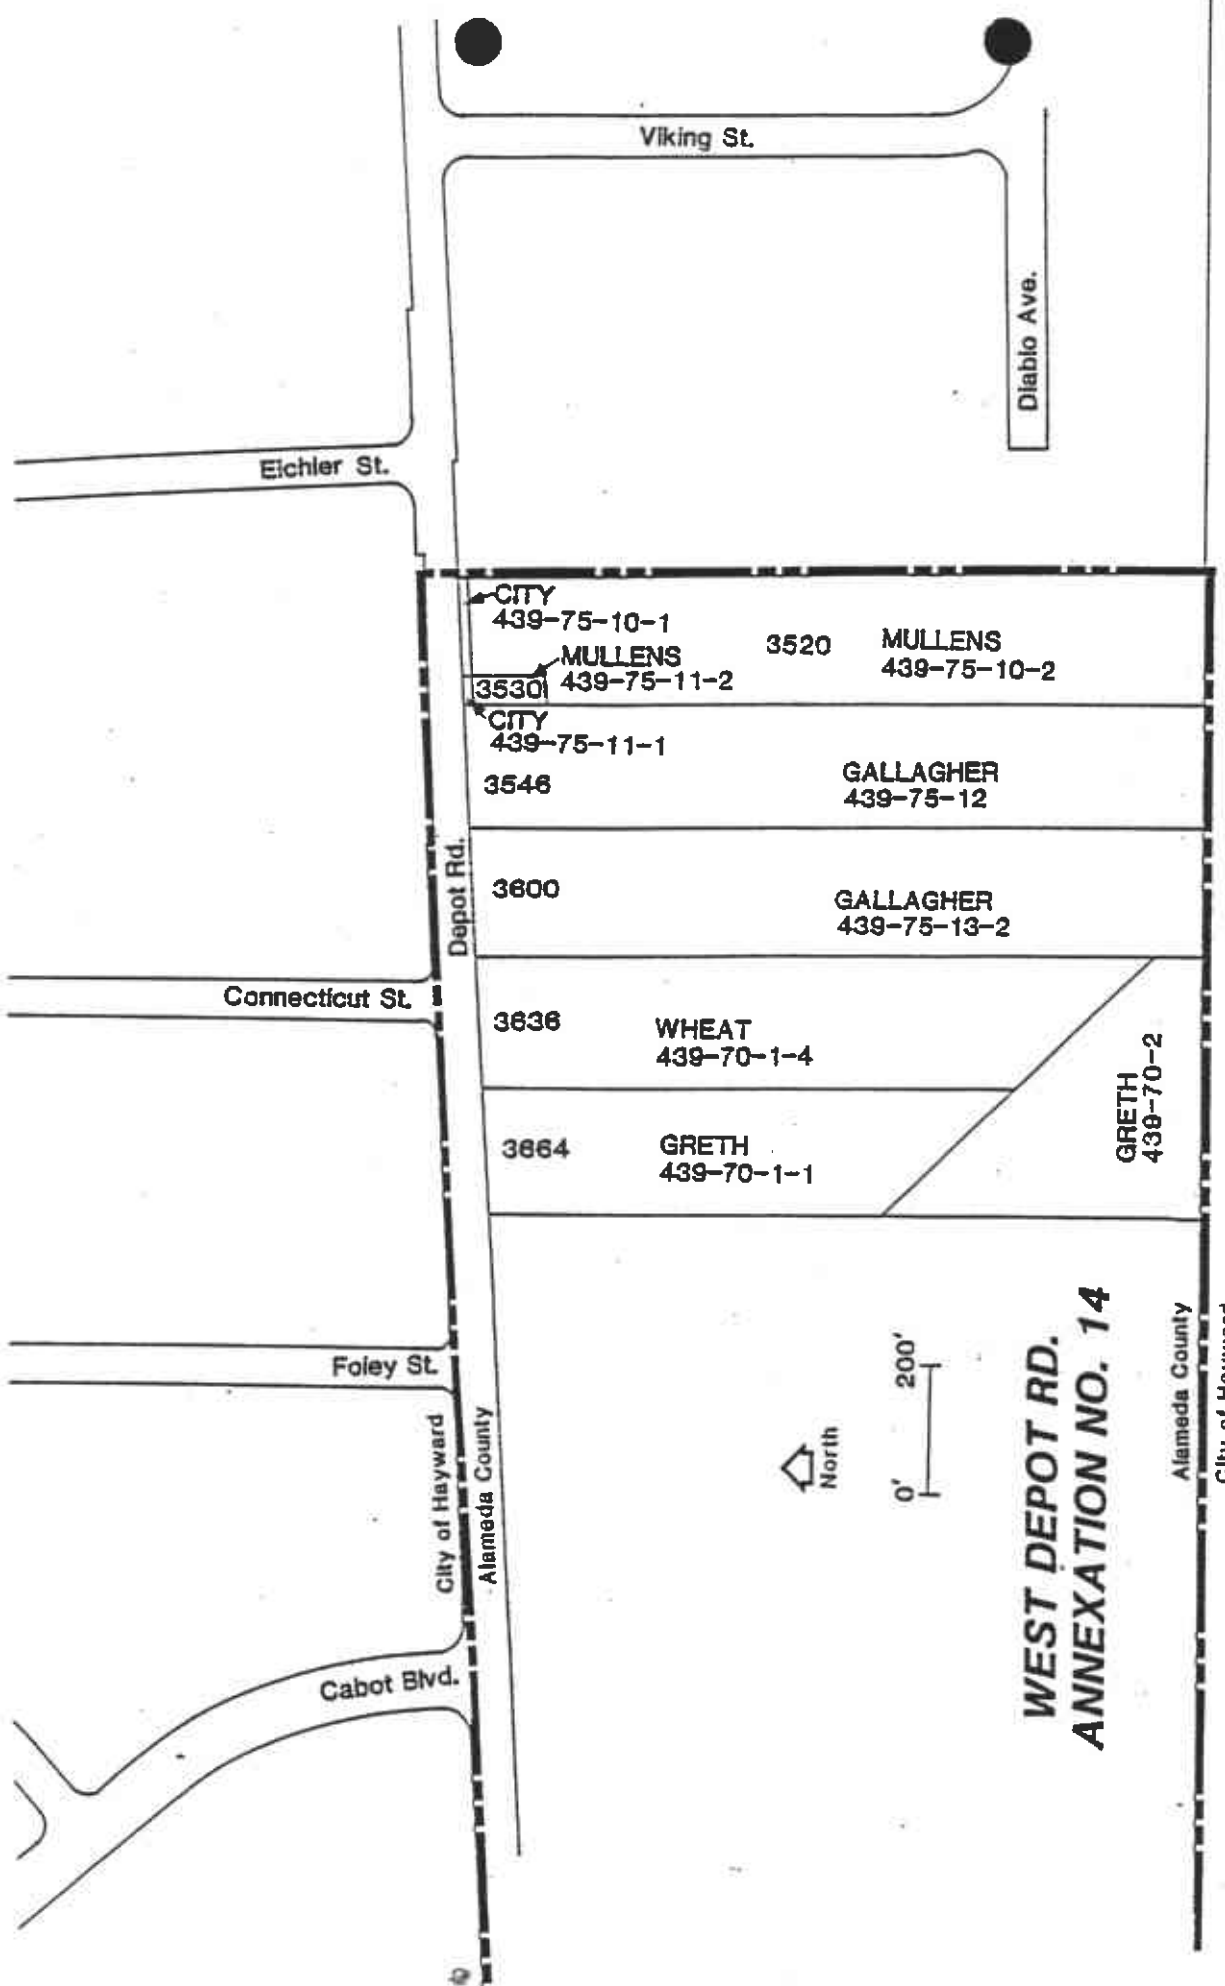 Viking St.
Diablo Ave.
Eichler St.
CITY
439-75-10-1
MULLENS
439-75-11-2
3520
MULLENS
439-75-10-2
3530
CITY
439-75-11-1
3546
GALLAGHER
439-75-12
Depot Rd.
3600
GALLAGHER
439-75-13-2
Connecticut St.
3636
WHEAT
439-70-1-4
GRETH
439-70-2
3664
GRETH
439-70-1-1
Foley St.
City of Hayward
Alameda County
North
0' 200'
WEST DEPOT RD.
ANNEXATION NO. 14
Alameda County
City of Hayward
Cabot Blvd.